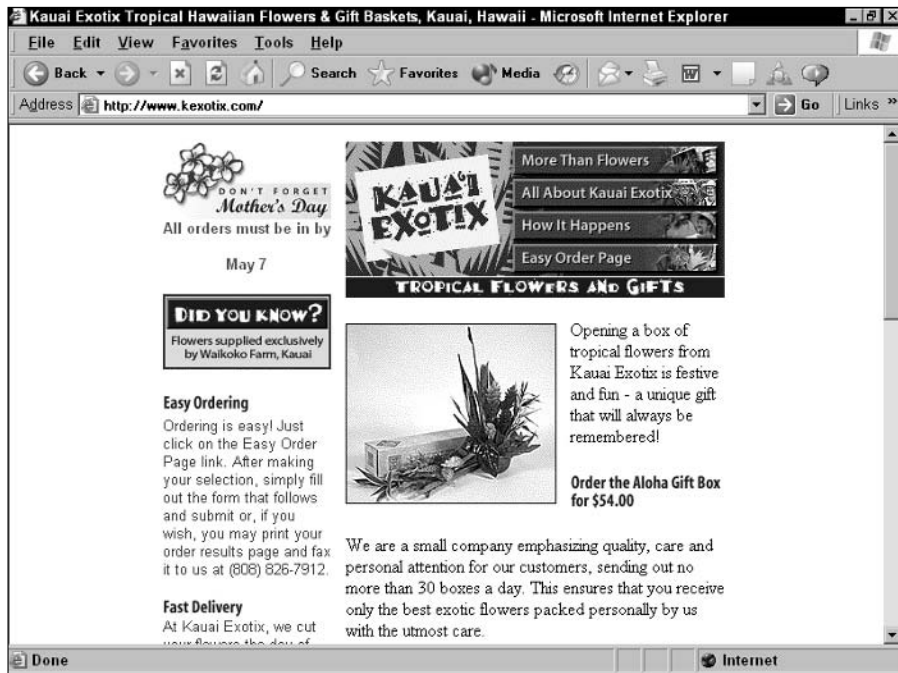 Kauai Exotix Tropical Hawaiian Flowers & Gift Baskets, Kauai, Hawaii - Microsoft Internet Explorer
File Edit View Favorites Tools Help
Back Search Favorites Media
Address http://www.kexotix.com/ Go Links »
DON'T FORGET
Mother's Day
All orders must be in by
May 7
DID YOU KNOW?
Flowers supplied exclusively
by Waikoko Farm, Kauai
Easy Ordering
Ordering is easy! Just
click on the Easy Order
Page link. After making
your selection, simply fill
out the form that follows
and submit or, if you
wish, you may print your
order results page and fax
it to us at (808) 826-7912.
Fast Delivery
At Kauai Exotix, we cut
your flowers the day of
KAUA'I
EXOTIX
More Than Flowers
All About Kauai Exotix
How It Happens
Easy Order Page
TROPICAL FLOWERS AND GIFTS
Opening a box of
tropical flowers from
Kauai Exotix is festive
and fun - a unique gift
that will always be
remembered!
Order the Aloha Gift Box
for $54.00
We are a small company emphasizing quality, care and
personal attention for our customers, sending out no
more than 30 boxes a day. This ensures that you receive
only the best exotic flowers packed personally by us
with the utmost care.
Done Internet